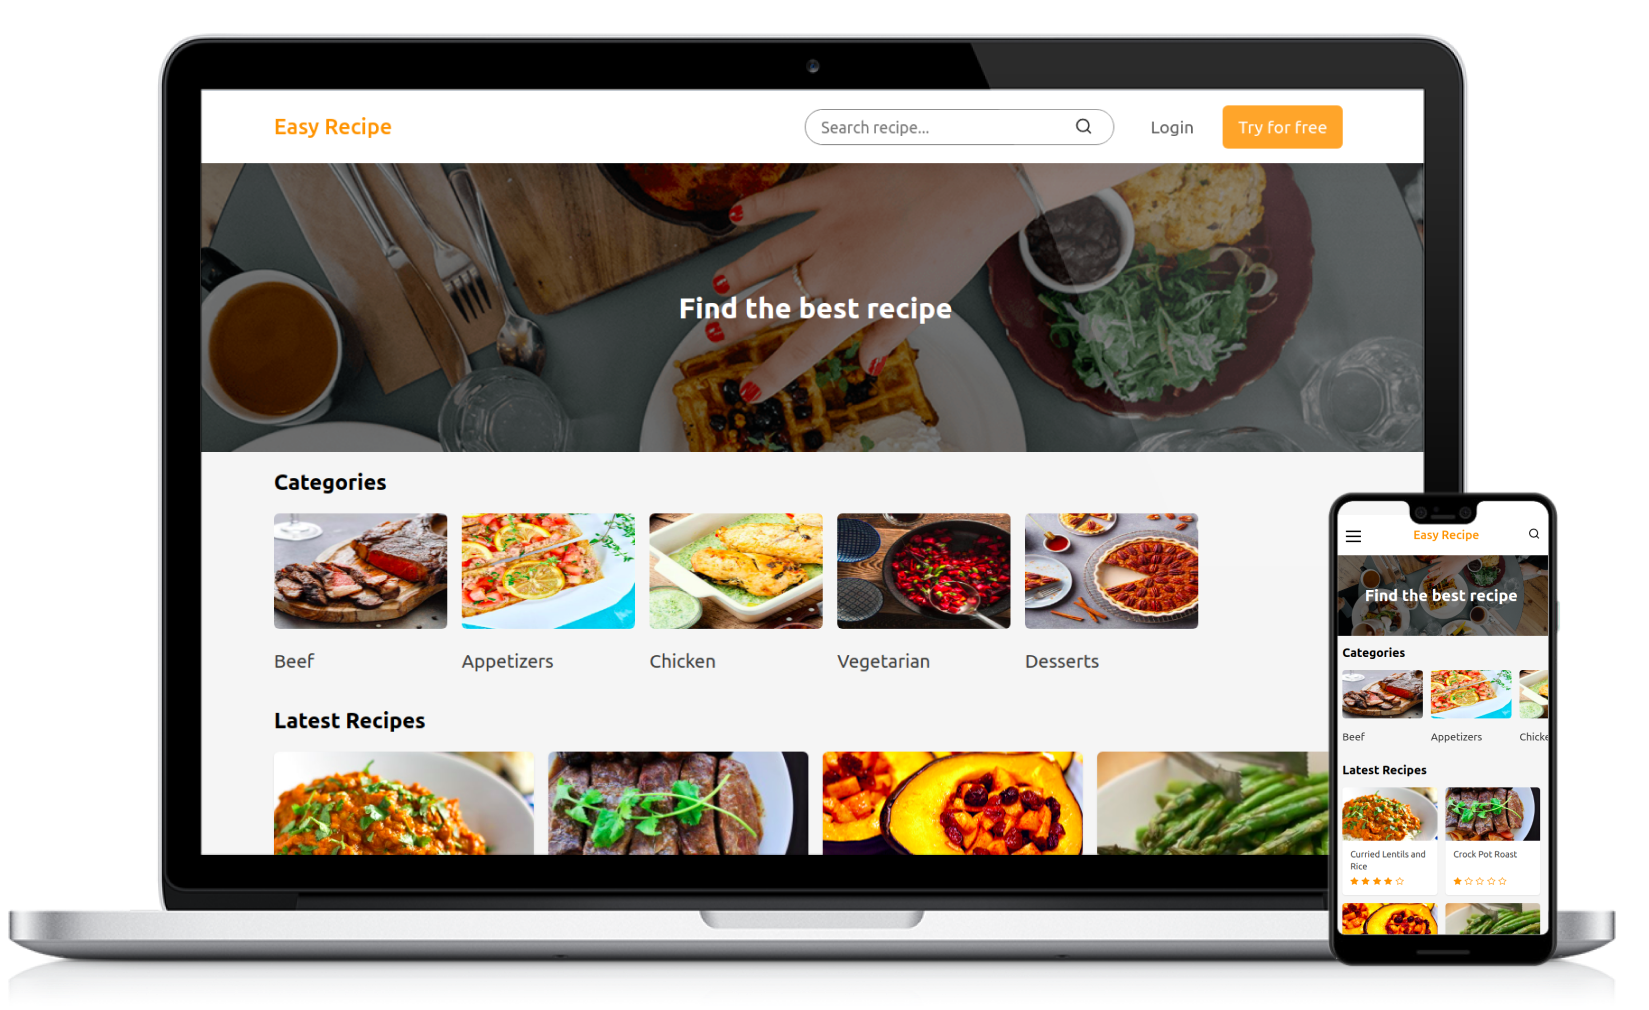 Easy Recipe
Search recipe...
Login
Try for free
Find the best recipe
Categories
Beef
Appetizers
Chicken
Vegetarian
Desserts
Latest Recipes
Easy Recipe
Find the best recipe
Categories
Beef
Appetizers
Chicke
Latest Recipes
Curried Lentils and
Rice
Crock Pot Roast